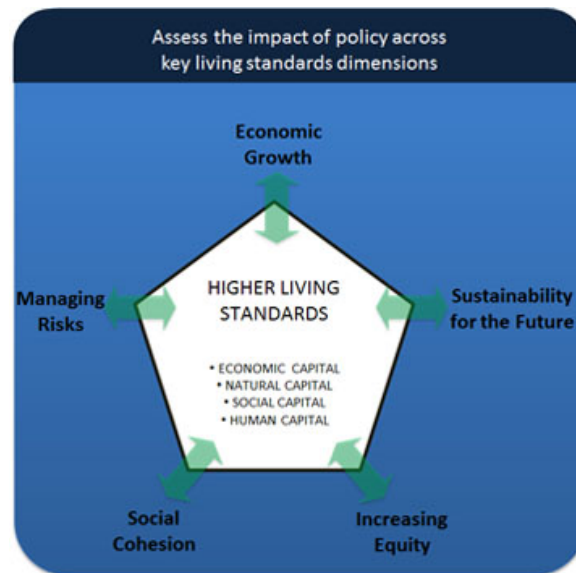 Assess the impact of policy across
key living standards dimensions
Economic
Growth
Managing
Risks
HIGHER LIVING
STANDARDS
• ECONOMIC CAPITAL
• NATURAL CAPITAL
• SOCIAL CAPITAL
• HUMAN CAPITAL
Sustainability
for the Future
Social
Cohesion
Increasing
Equity